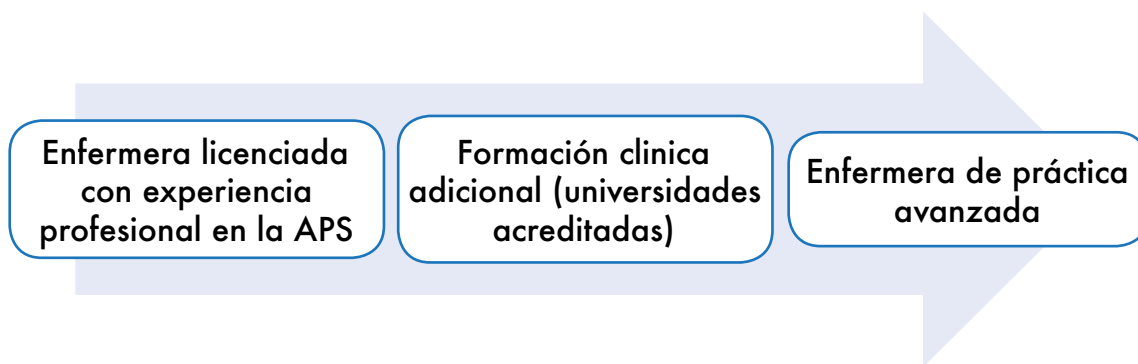 Enfermera licenciada
con experiencia
profesional en la APS
Formación clinica
adicional (universidades
acreditadas)
Enfermera de práctica
avanzada